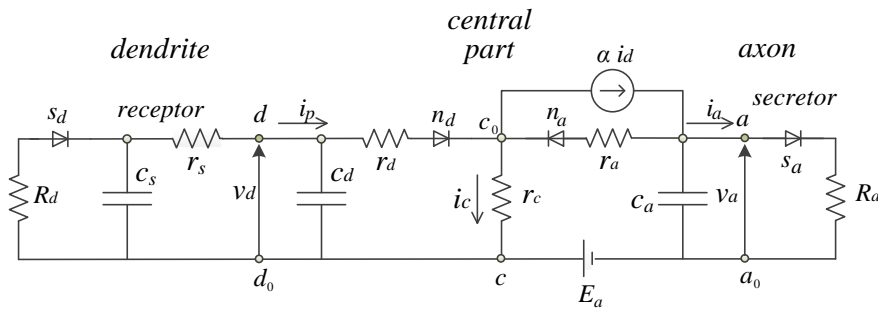 central
part
dendrite
axon
α id
sd
receptor
d
ip
nd
c0
na
ia
a
secretor
rs
rd
ra
sa
Rd
cs
vd
cd
ic
rc
ca
va
Ra
d0
c
Ea
a0